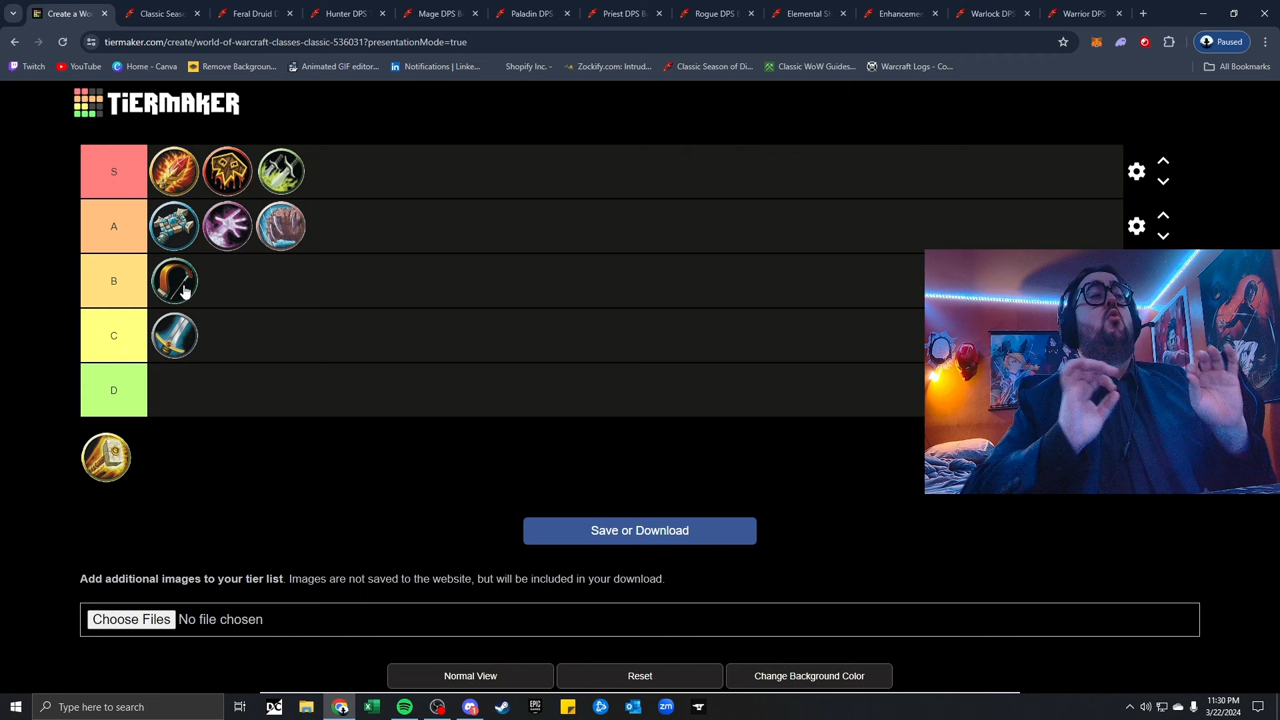 Create a Wo
Classic Seas
Feral Druid D
Hunter DPS
Mage DPS B
Paladin DPS
Priest DPS B
Rogue DPS
Elemental Sh
Enhancemen
Warlock DPS
Warrior DPS
tiermaker.com/create/world-of-warcraft-classes-classic-536031?presentationMode=true
Paused
Twitch
YouTube
Home - Canva
Remove Backgroun...
Animated GIF editor...
Notifications | Linke...
Shopify Inc. -
Zockify.com: Intrud...
Classic Season of Di...
Classic WoW Guides...
Warcraft Logs - Co...
All Bookmarks
TiERMAKER
S
A
B
C
D
Save or Download
Add additional images to your tier list. Images are not saved to the website, but will be included in your download.
Choose Files No file chosen
Normal View
Reset
Change Background Color
Type here to search
DC
EPIC
11:30 PM
3/22/2024